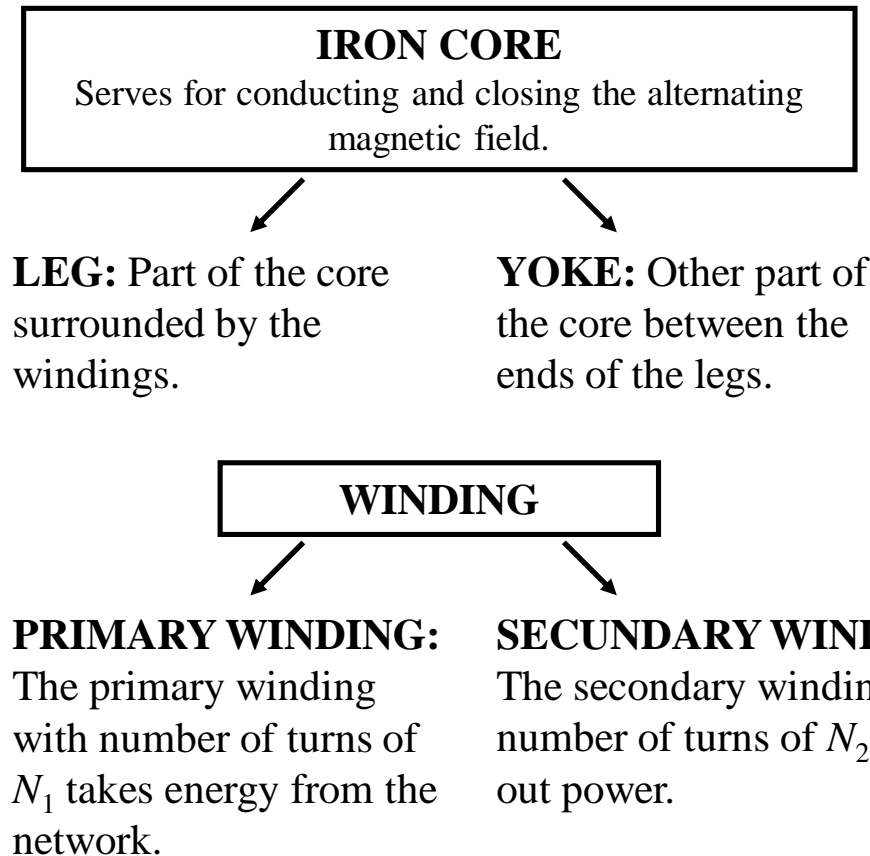 IRON CORE
Serves for conducting and closing the alternating
magnetic field.
LEG: Part of the core
surrounded by the
windings.
YOKE: Other part of
the core between the
ends of the legs.
WINDING
PRIMARY WINDING:
The primary winding
with number of turns of
N₁ takes energy from the
network.
SECUNDARY
The secondary
number of turns of N₂
out power.